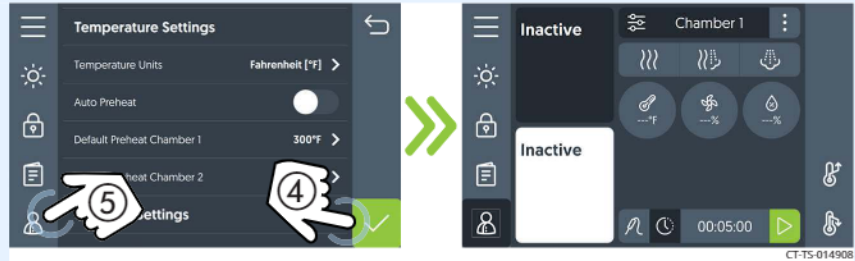 Temperature Settings
Temperature Units Fahrenheit [°F]
Auto Preheat
Default Preheat Chamber 1 300°F
heat Chamber 2
ettings
5
4
Inactive
Chamber 1
---°F ---% ---%
Inactive
00:05:00
CT-TS-014908